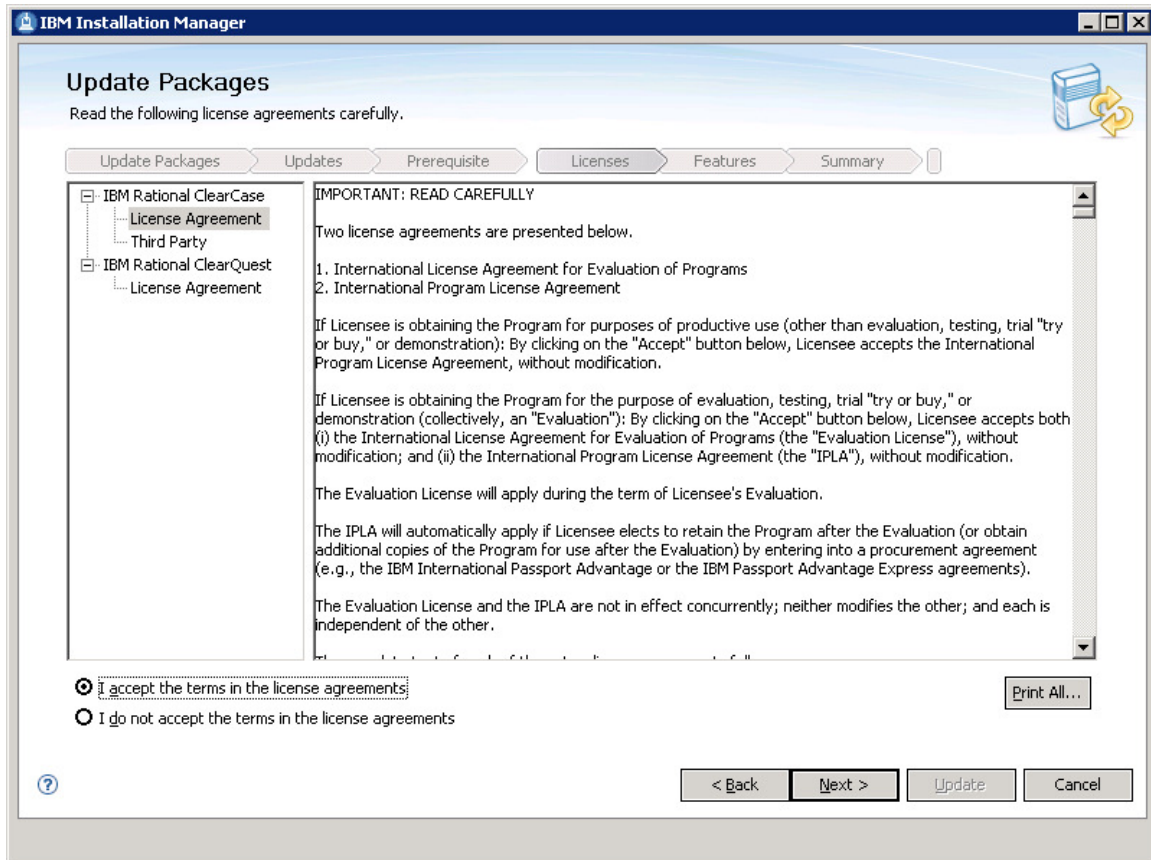 IBM Installation Manager
Update Packages
Read the following license agreements carefully.
Update Packages
Updates
Prerequisite
Licenses
Features
Summary
IBM Rational ClearCase
License Agreement
Third Party
IBM Rational ClearQuest
License Agreement
IMPORTANT: READ CAREFULLY
Two license agreements are presented below.
1. International License Agreement for Evaluation of Programs
2. International Program License Agreement
If Licensee is obtaining the Program for purposes of productive use (other than evaluation, testing, trial "try
or buy," or demonstration): By clicking on the "Accept" button below, Licensee accepts the International
Program License Agreement, without modification.
If Licensee is obtaining the Program for the purpose of evaluation, testing, trial "try or buy," or
demonstration (collectively, an "Evaluation"): By clicking on the "Accept" button below, Licensee accepts both
(i) the International License Agreement for Evaluation of Programs (the "Evaluation License"), without
modification; and (ii) the International Program License Agreement (the "IPLA"), without modification.
The Evaluation License will apply during the term of Licensee's Evaluation.
The IPLA will automatically apply if Licensee elects to retain the Program after the Evaluation (or obtain
additional copies of the Program for use after the Evaluation) by entering into a procurement agreement
(e.g., the IBM International Passport Advantage or the IBM Passport Advantage Express agreements).
The Evaluation License and the IPLA are not in effect concurrently; neither modifies the other; and each is
independent of the other.
I accept the terms in the license agreements
Print All...
I do not accept the terms in the license agreements
?
< Back
Next >
Update
Cancel